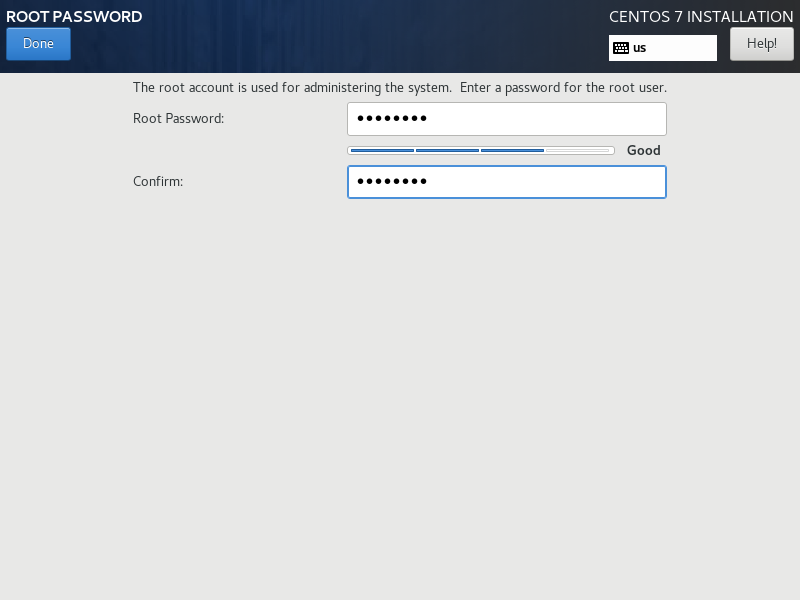 ROOT PASSWORD
CENTOS 7 INSTALLATION
Done
us
Help!
The root account is used for administering the system.  Enter a password for the root user.
Root Password:
••••••••
Good
Confirm:
••••••••